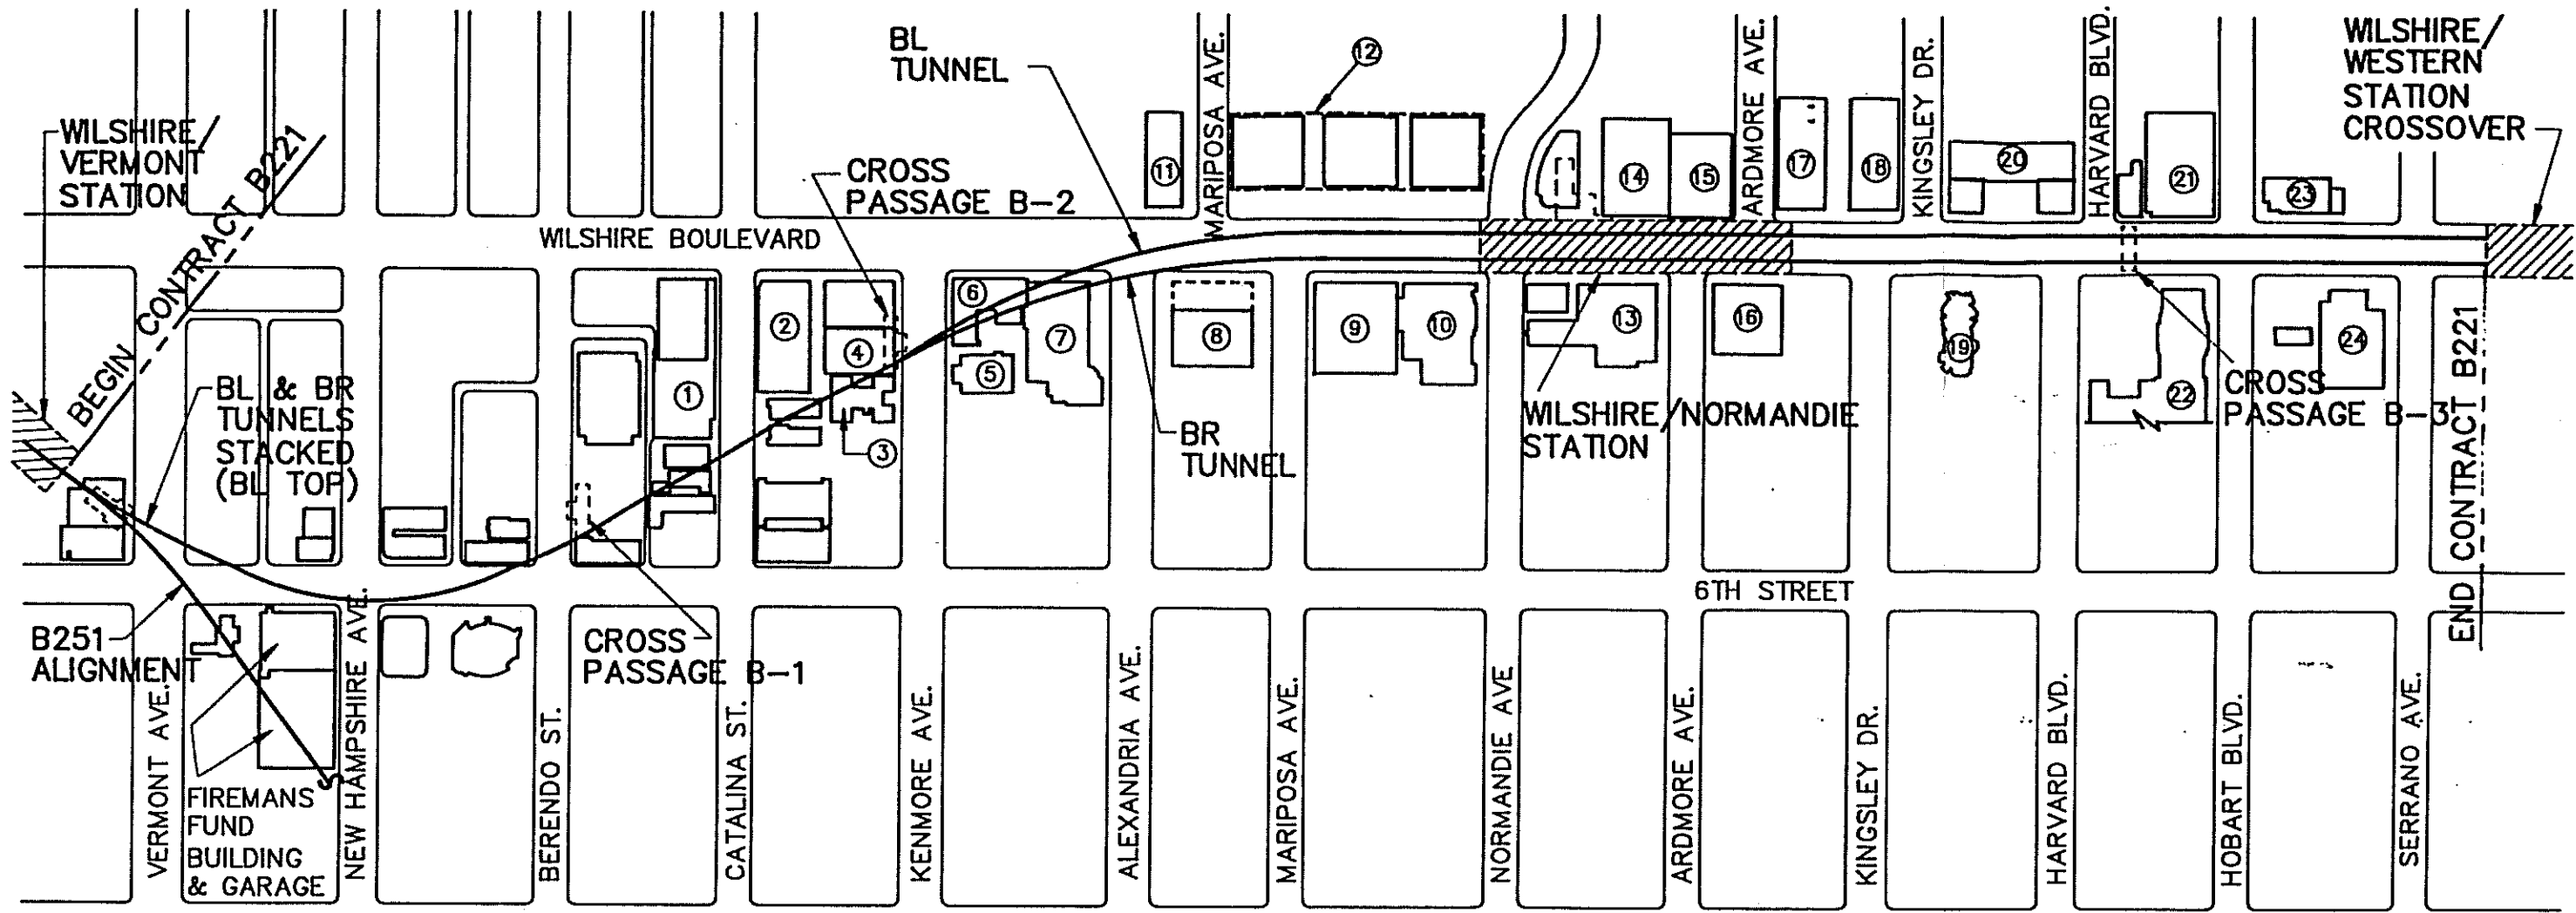 WILSHIRE/
VERMONT
STATION
BEGIN CONTRACT B221
BL & BR
TUNNELS
STACKED
(BL TOP)
B251
ALIGNMENT
FIREMANS
FUND
BUILDING
& GARAGE
WILSHIRE BOULEVARD
BL
TUNNEL
CROSS
PASSAGE B-2
CROSS
PASSAGE B-1
BR
TUNNEL
WILSHIRE/NORMANDIE
STATION
CROSS
PASSAGE B-3
WILSHIRE/
WESTERN
STATION
CROSSOVER
END CONTRACT B221
6TH STREET
MARIPOSA AVE.
ARDMORE AVE.
KINGSLEY DR.
HARVARD BLVD.
11
12
14
15
17
18
20
21
23
1
2
3
4
5
6
7
8
9
10
13
16
19
22
24
VERMONT AVE.
NEW HAMPSHIRE AVE.
BERENDO ST.
CATALINA ST.
KENMORE AVE.
ALEXANDRIA AVE.
MARIPOSA AVE.
NORMANDIE AVE
ARDMORE AVE.
KINGSLEY DR.
HARVARD BLVD.
HOBART BLVD.
SERRANO AVE.